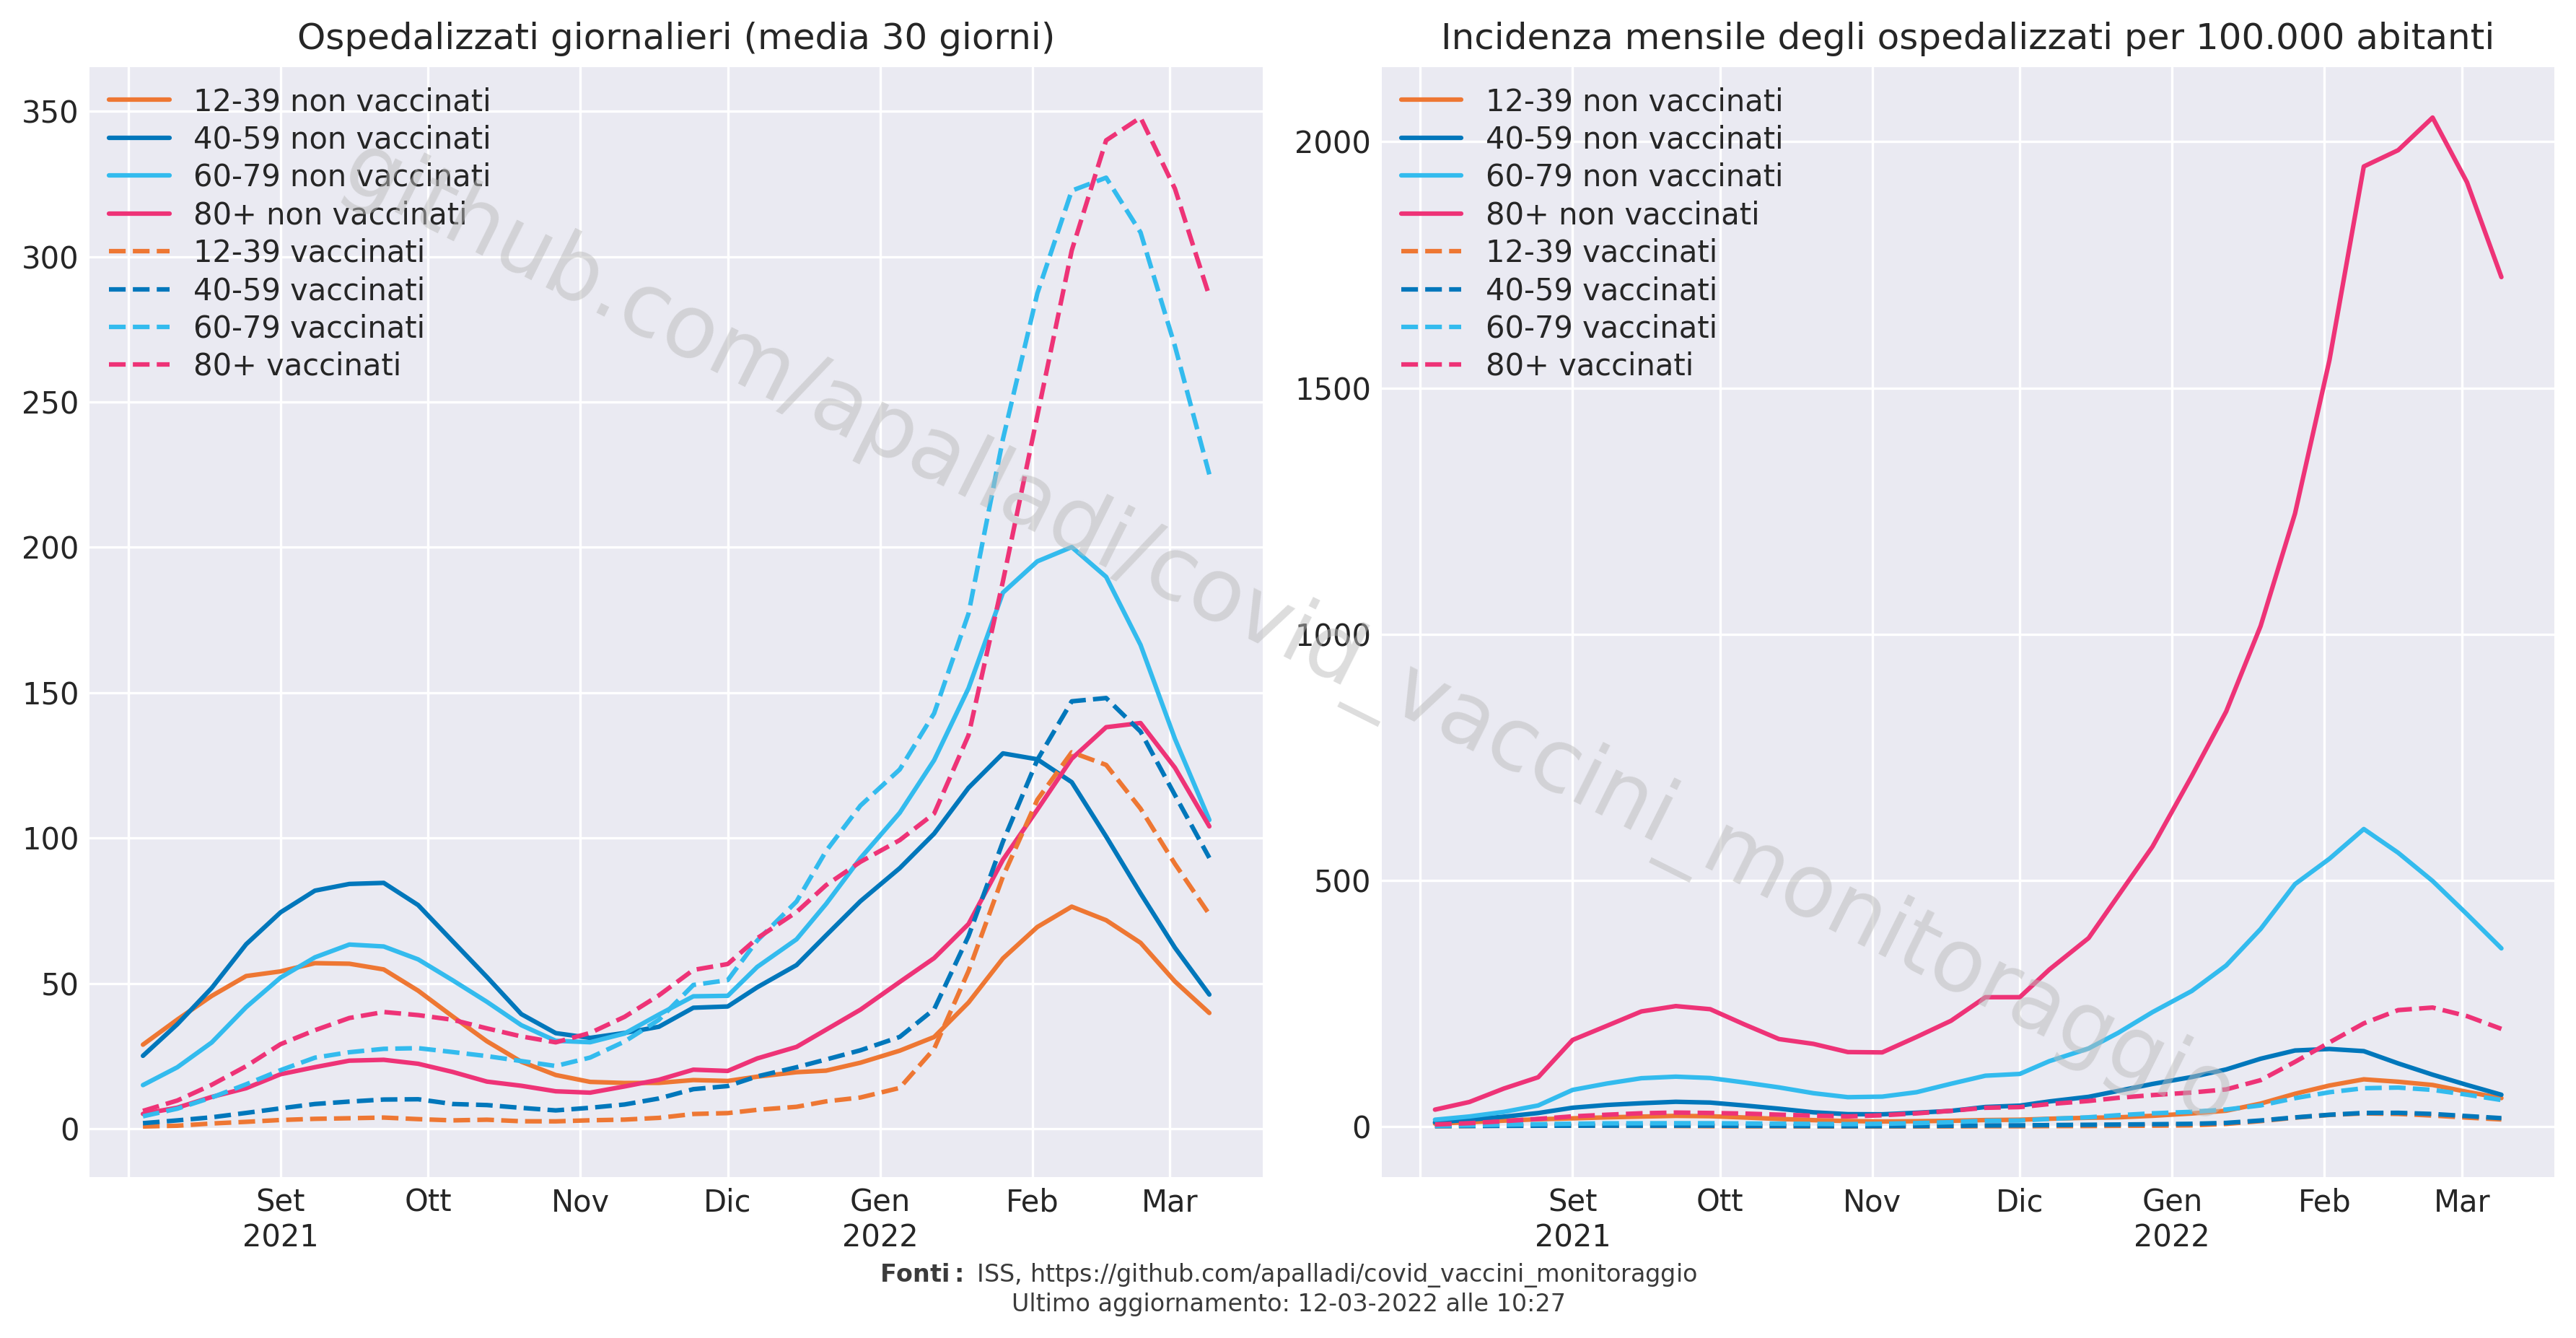 Ospedalizzati giornalieri (media 30 giorni)
350
300
250
200
150
100
50
0
12-39 non vaccinati
40-59 non vaccinati
60-79 non vaccinati
80+ non vaccinati
12-39 vaccinati
40-59 vaccinati
60-79 vaccinati
80+ vaccinati
Set Ott Nov Dic Gen Feb Mar
2021 2022
Incidenza mensile degli ospedalizzati per 100.000 abitanti
2000
1500
1000
500
0
12-39 non vaccinati
40-59 non vaccinati
60-79 non vaccinati
80+ non vaccinati
12-39 vaccinati
40-59 vaccinati
60-79 vaccinati
80+ vaccinati
Set Ott Nov Dic Gen Feb Mar
2021 2022
github.com/apalladi/covid_vaccini_monitoraggio
Fonti: ISS, https://github.com/apalladi/covid_vaccini_monitoraggio
Ultimo aggiornamento: 12-03-2022 alle 10:27